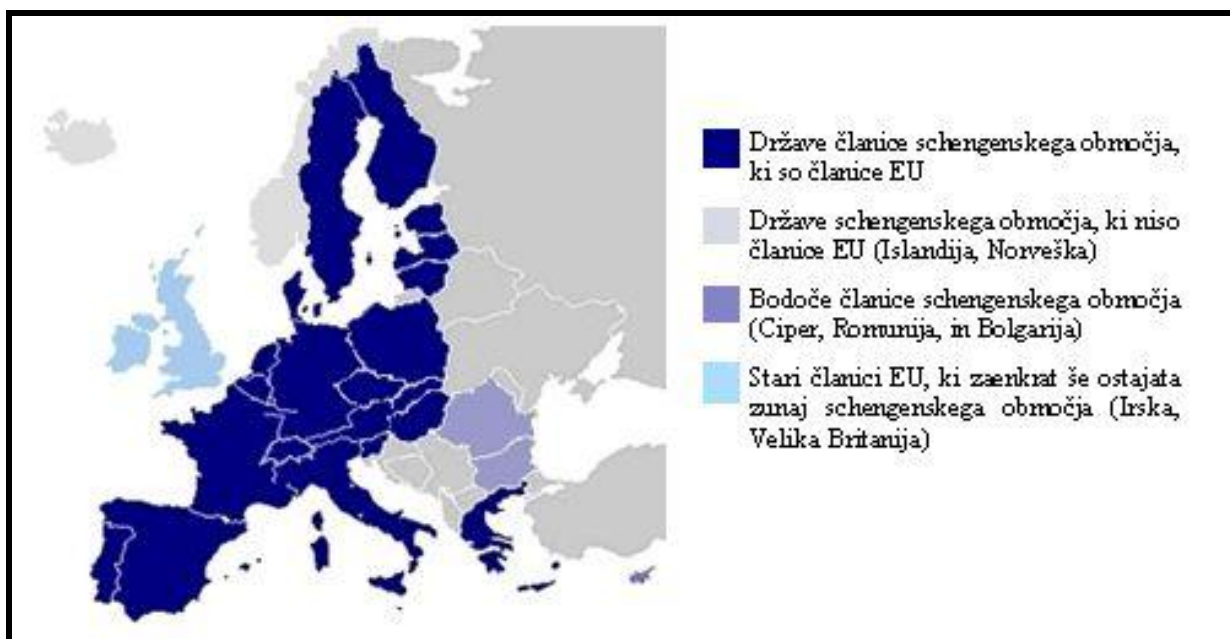 Države članice schengenskega območja,
ki so članice EU
Države schengenskega območja, ki niso
članice EU (Islandija, Norveška)
Bodoče članice schengenskega območja
(Ciper, Romunija, in Bolgarija)
Stari članici EU, ki zaenkrat še ostajata
zunaj schengenskega območja (Irska,
Velika Britanija)